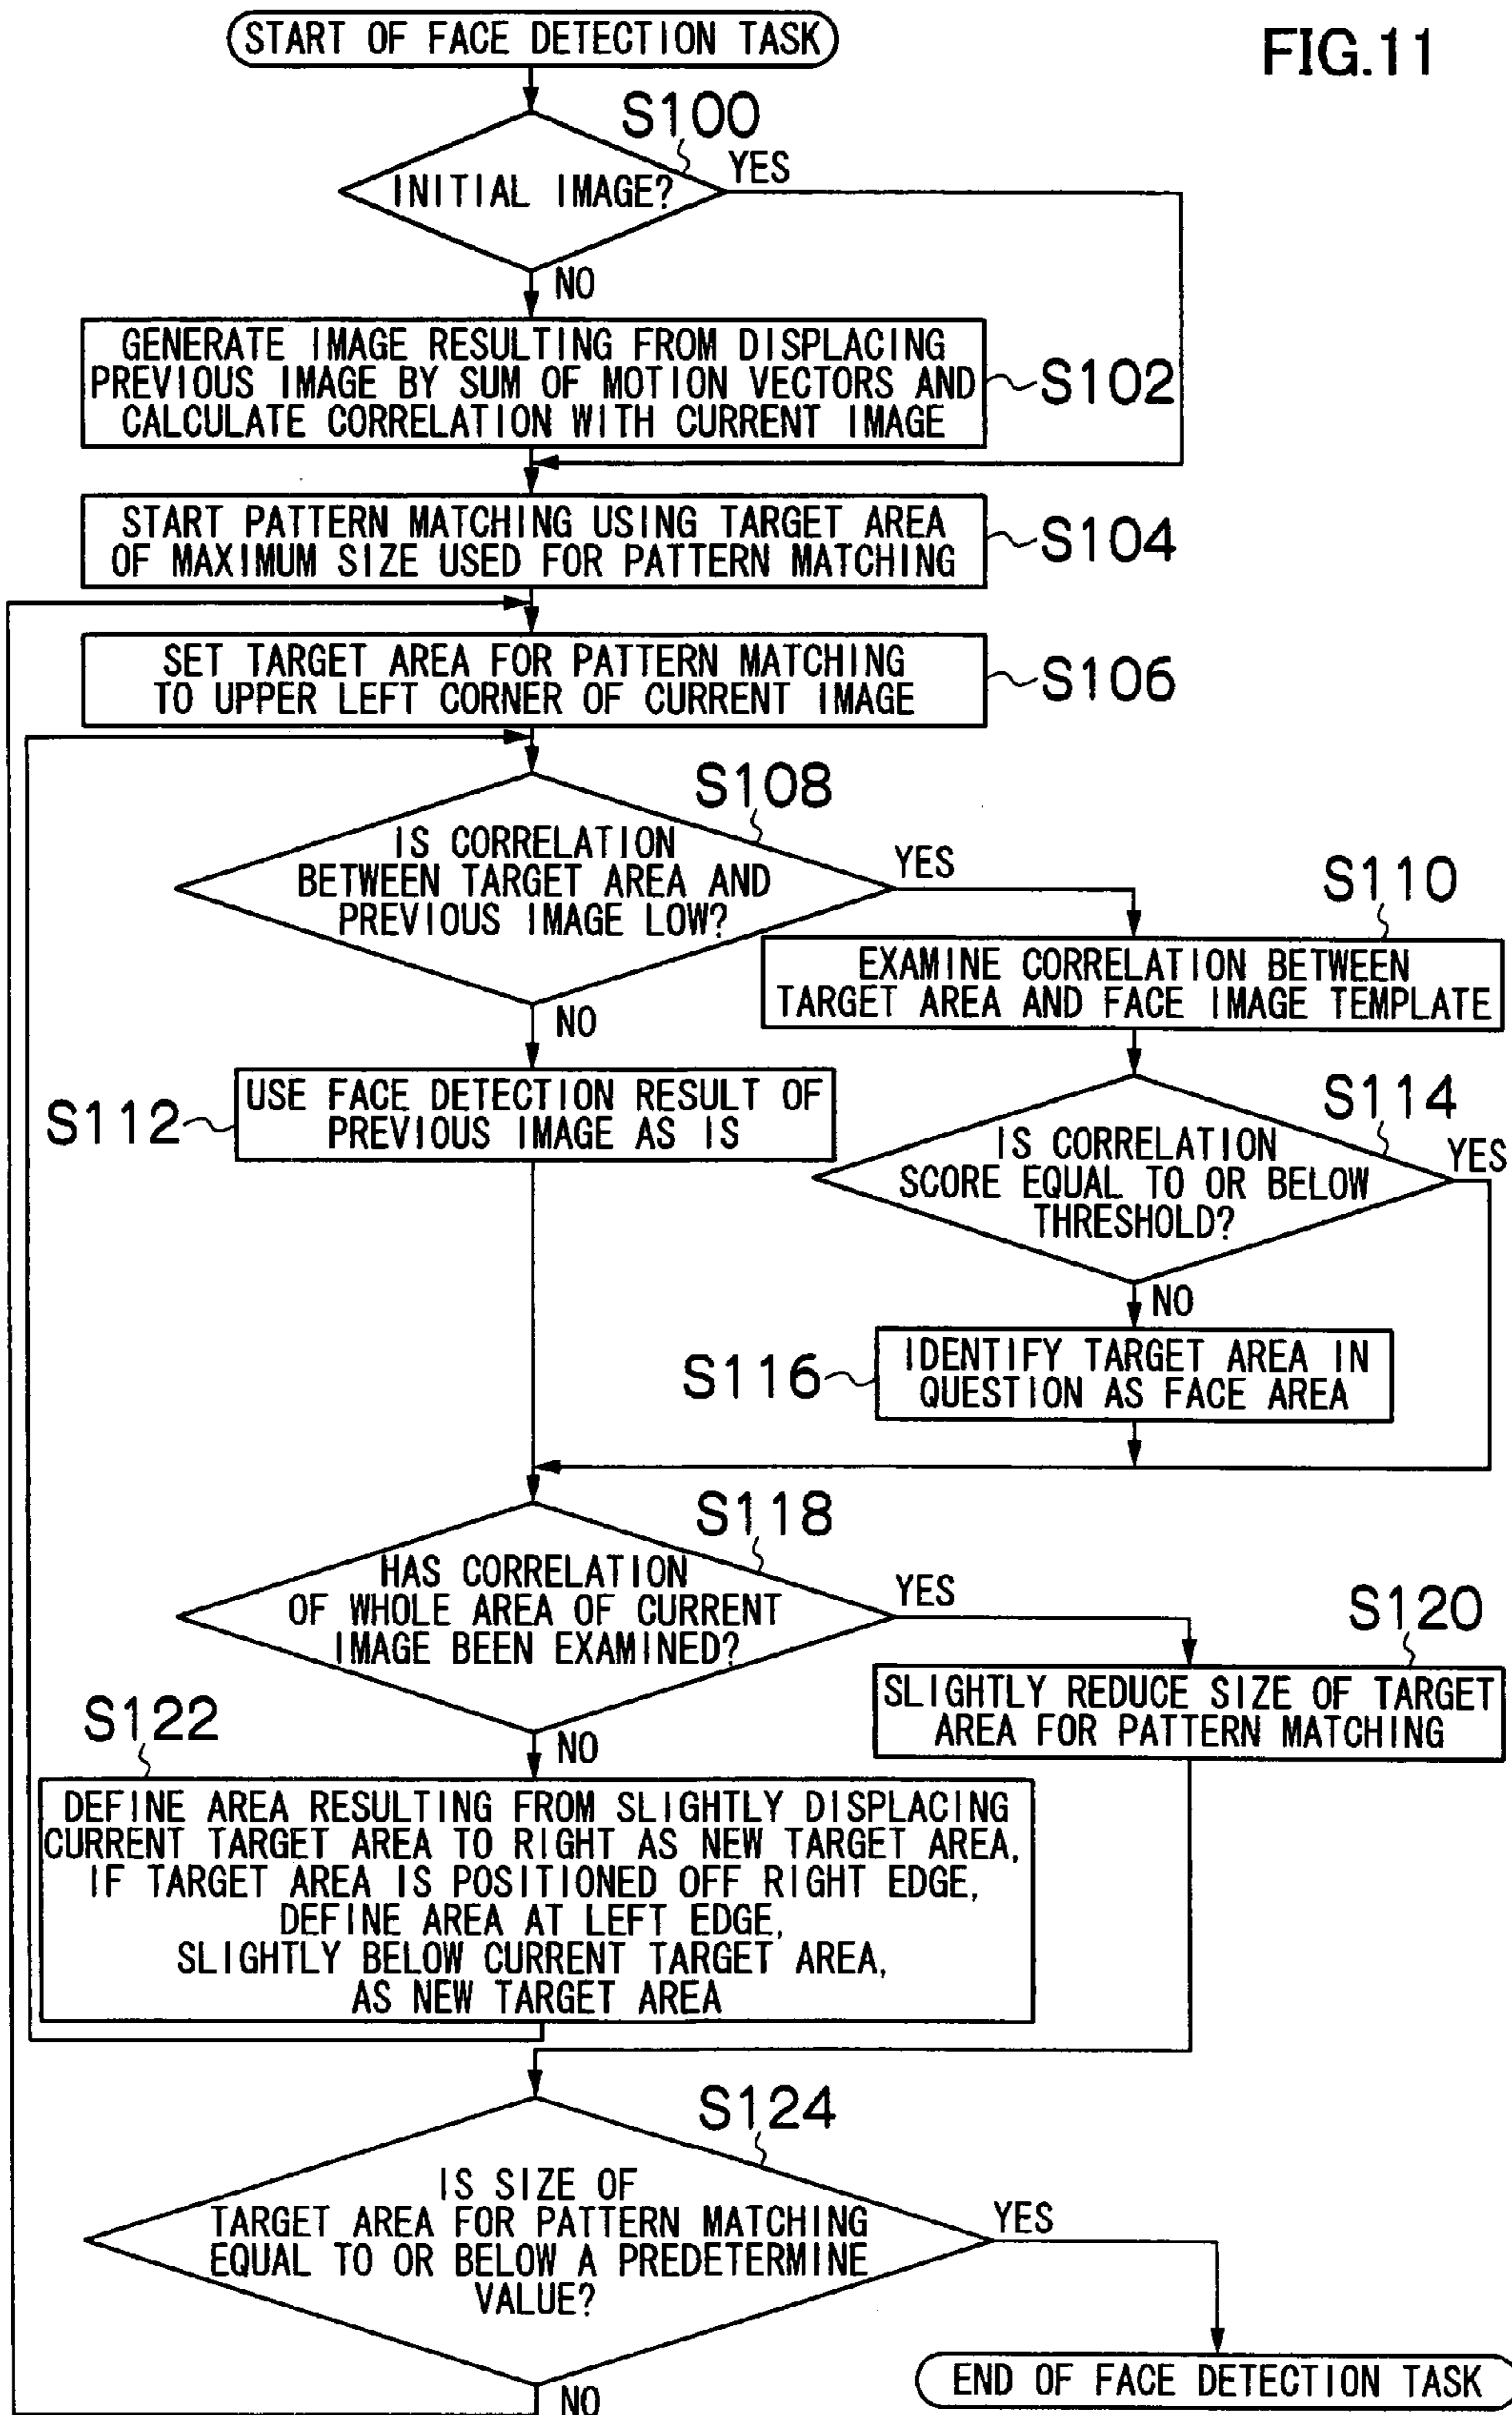 FIG.11
START OF FACE DETECTION TASK
S100
INITIAL IMAGE?
YES
NO
GENERATE IMAGE RESULTING FROM DISPLACING
PREVIOUS IMAGE BY SUM OF MOTION VECTORS AND
CALCULATE CORRELATION WITH CURRENT IMAGE
S102
START PATTERN MATCHING USING TARGET AREA
OF MAXIMUM SIZE USED FOR PATTERN MATCHING
S104
SET TARGET AREA FOR PATTERN MATCHING
TO UPPER LEFT CORNER OF CURRENT IMAGE
S106
S108
IS CORRELATION
BETWEEN TARGET AREA AND
PREVIOUS IMAGE LOW?
YES
NO
S110
EXAMINE CORRELATION BETWEEN
TARGET AREA AND FACE IMAGE TEMPLATE
S112
USE FACE DETECTION RESULT OF
PREVIOUS IMAGE AS IS
S114
IS CORRELATION
SCORE EQUAL TO OR BELOW
THRESHOLD?
YES
NO
S116
IDENTIFY TARGET AREA IN
QUESTION AS FACE AREA
S118
HAS CORRELATION
OF WHOLE AREA OF CURRENT
IMAGE BEEN EXAMINED?
YES
NO
S120
SLIGHTLY REDUCE SIZE OF TARGET
AREA FOR PATTERN MATCHING
S122
DEFINE AREA RESULTING FROM SLIGHTLY DISPLACING
CURRENT TARGET AREA TO RIGHT AS NEW TARGET AREA,
IF TARGET AREA IS POSITIONED OFF RIGHT EDGE,
DEFINE AREA AT LEFT EDGE,
SLIGHTLY BELOW CURRENT TARGET AREA,
AS NEW TARGET AREA
S124
IS SIZE OF
TARGET AREA FOR PATTERN MATCHING
EQUAL TO OR BELOW A PREDETERMINE
VALUE?
YES
NO
END OF FACE DETECTION TASK